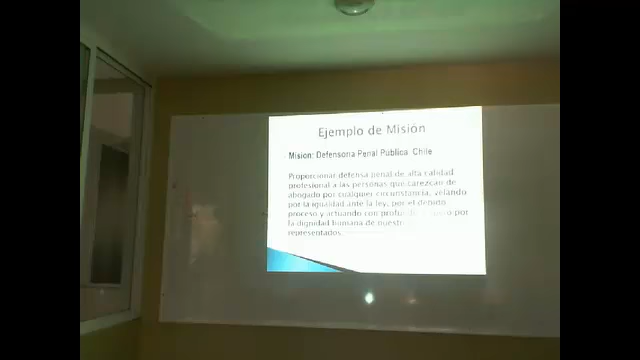 Ejemplo de Misión
Misión: Defensoría Penal Pública Chile
Proporcionar defensa penal de alta calidad
profesional a las personas que carezcan de
abogado por cualquier circunstancia, velando
por la igualdad ante la ley, por el debido
proceso y actuando con por
la dignidad humana de
representados